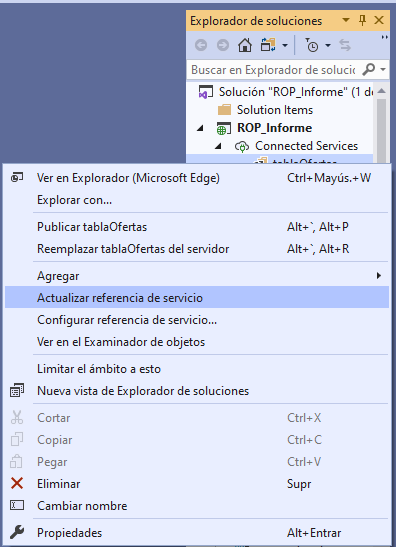 Explorador de soluciones
Buscar en Explorador de solucic
Solución "ROP_Informe" (1 de
Solution Items
ROP_Informe
Connected Services
tablaOfertas
Ver en Explorador (Microsoft Edge) Ctrl+Mayús.+W
Explorar con...
Publicar tablaOfertas Alt+`, Alt+P
Reemplazar tablaOfertas del servidor Alt+`, Alt+R
Agregar
Actualizar referencia de servicio
Configurar referencia de servicio...
Ver en el Examinador de objetos
Limitar el ámbito a esto
Nueva vista de Explorador de soluciones
Cortar Ctrl+X
Copiar Ctrl+C
Pegar Ctrl+V
Eliminar Supr
Cambiar nombre
Propiedades Alt+Entrar